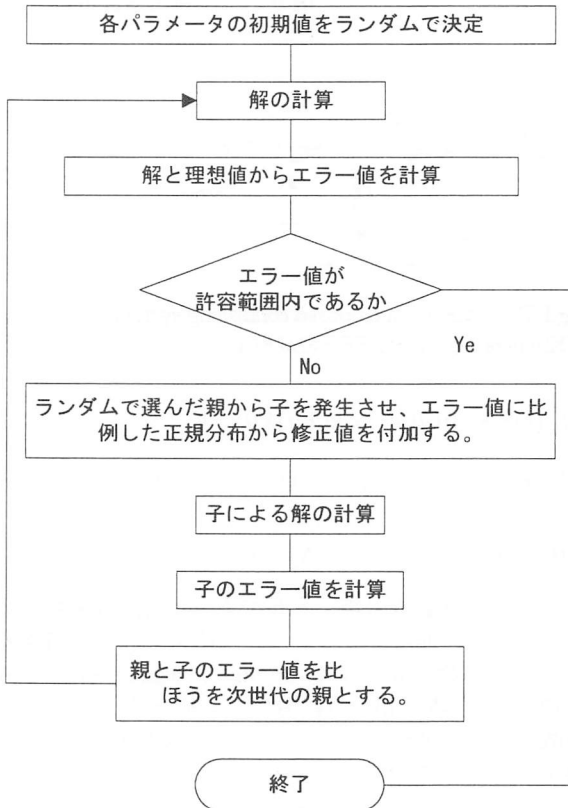 各パラメータの初期値をランダムで決定
解の計算
解と理想値からエラー値を計算
エラー値が
許容範囲内であるか
Ye
No
ランダムで選んだ親から子を発生させ、エラー値に比
例した正規分布から修正値を付加する。
子による解の計算
子のエラー値を計算
親と子のエラー値を比
ほうを次世代の親とする。
終了